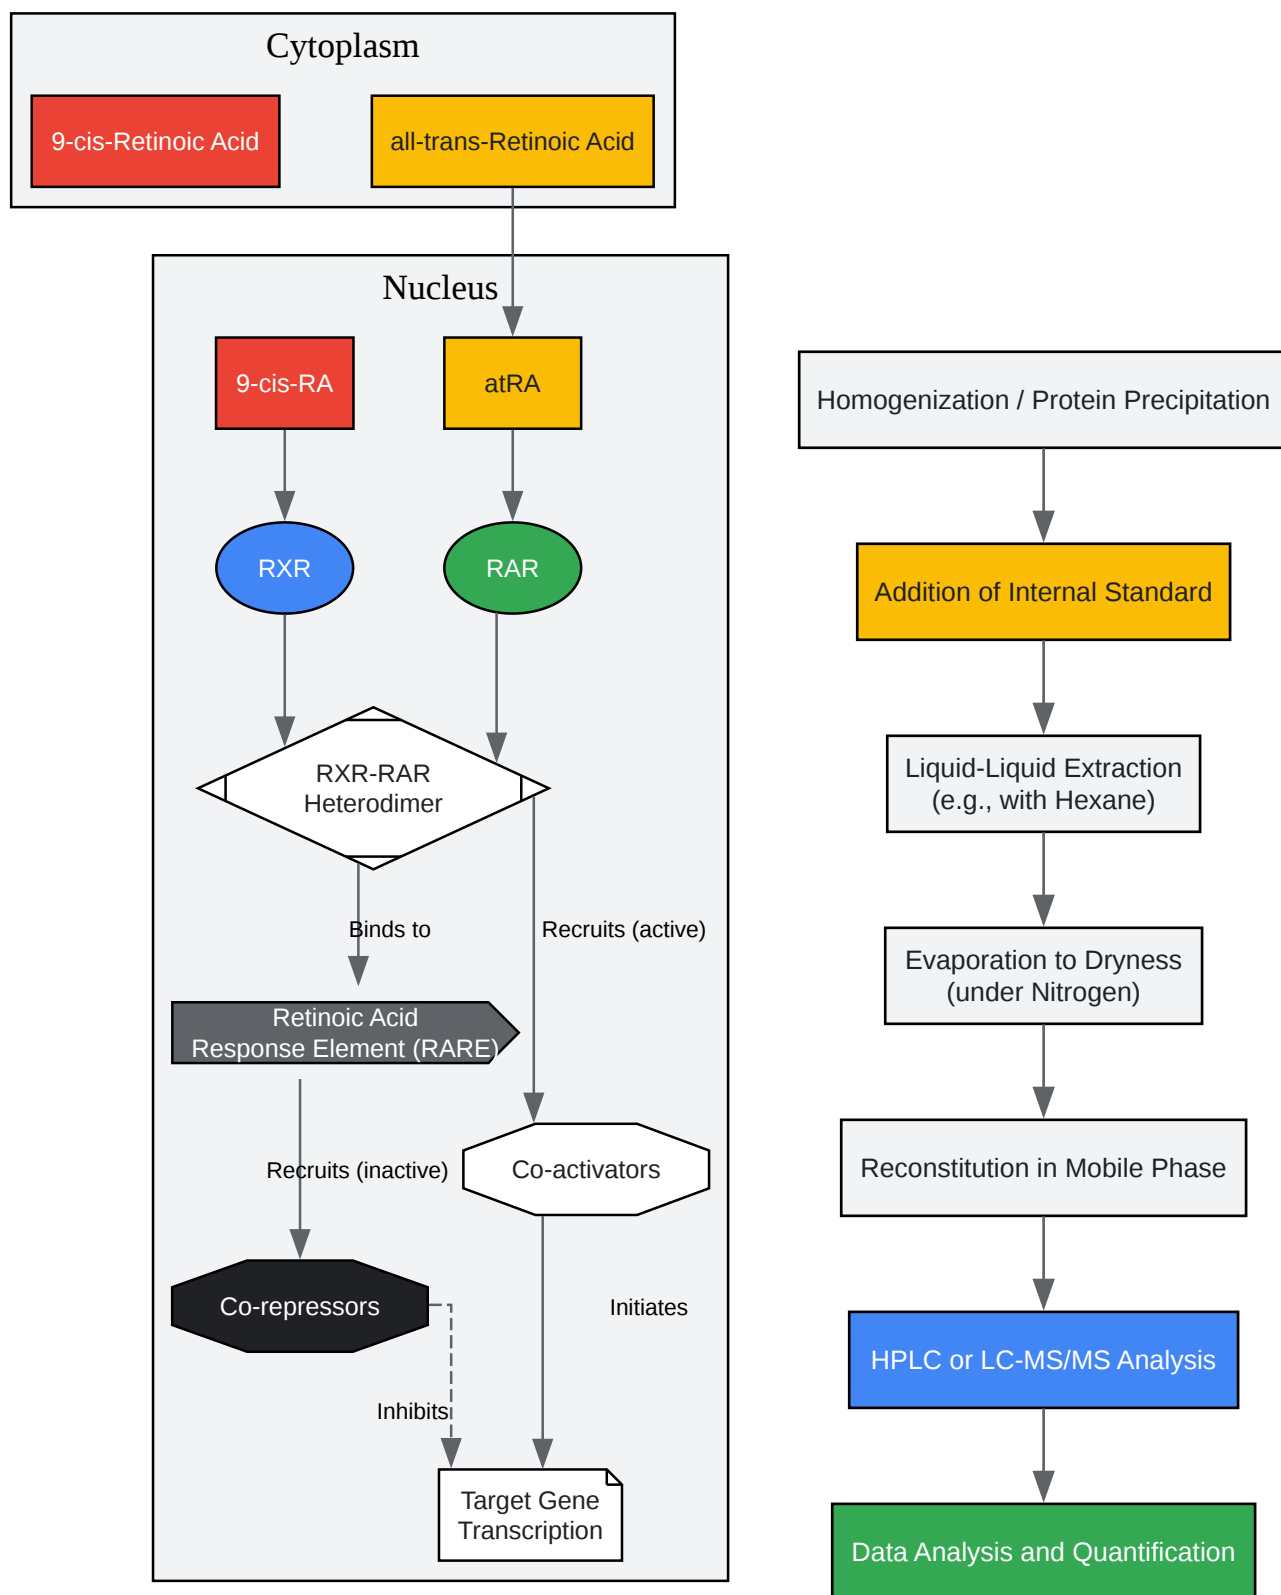 Cytoplasm
9-cis-Retinoic Acid
all-trans-Retinoic Acid
Nucleus
9-cis-RA
atRA
RXR
RAR
RXR-RAR
Heterodimer
Binds to
Recruits (active)
Retinoic Acid
Response Element (RARE)
Recruits (inactive)
Co-activators
Co-repressors
Initiates
Inhibits
Target Gene
Transcription
Homogenization / Protein Precipitation
Addition of Internal Standard
Liquid-Liquid Extraction
(e.g., with Hexane)
Evaporation to Dryness
(under Nitrogen)
Reconstitution in Mobile Phase
HPLC or LC-MS/MS Analysis
Data Analysis and Quantification